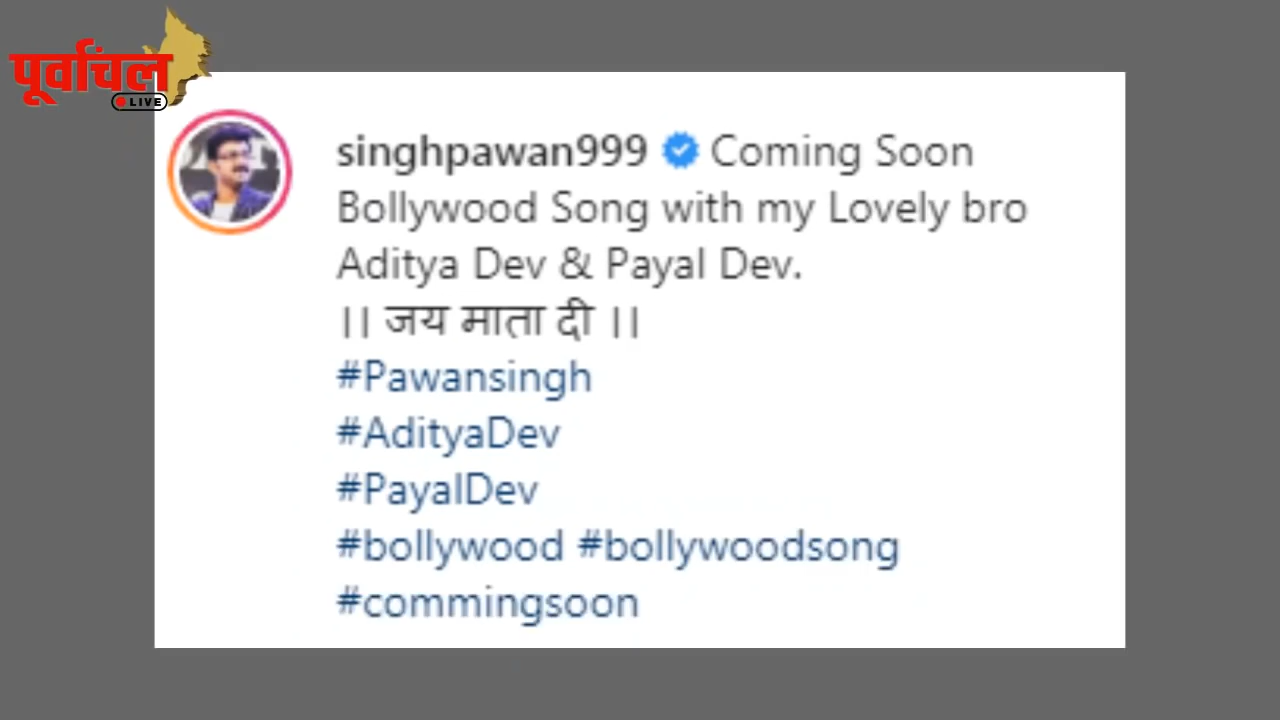 पूर्वांचल
LIVE
singhpawan999 Coming Soon
Bollywood Song with my Lovely bro
Aditya Dev & Payal Dev.
।। जय माता दी ।।
#Pawansingh
#AdityaDev
#PayalDev
#bollywood #bollywoodsong
#commingsoon